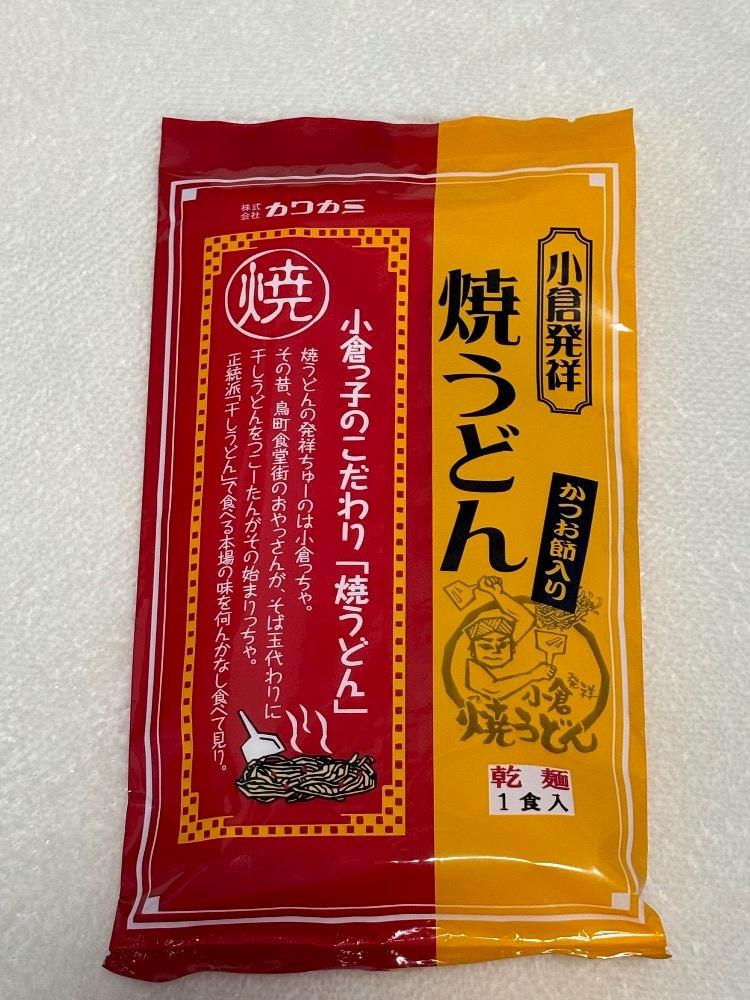 株式会社 カワカミ
小倉発祥
焼うどん
かつお節入り
発祥
小倉
焼うどん
乾麺
1食入
焼
小倉っ子のこだわり「焼うどん」
焼うどんの発祥ちゅーのは小倉っちゃ。
その昔、鳥町食堂街のおやっさんが、そば玉代わりに
干しうどんをつこーたんがその始まりっちゃ。
正統派「干しうどん」で食べる本場の味を何んかなし食べて見り。